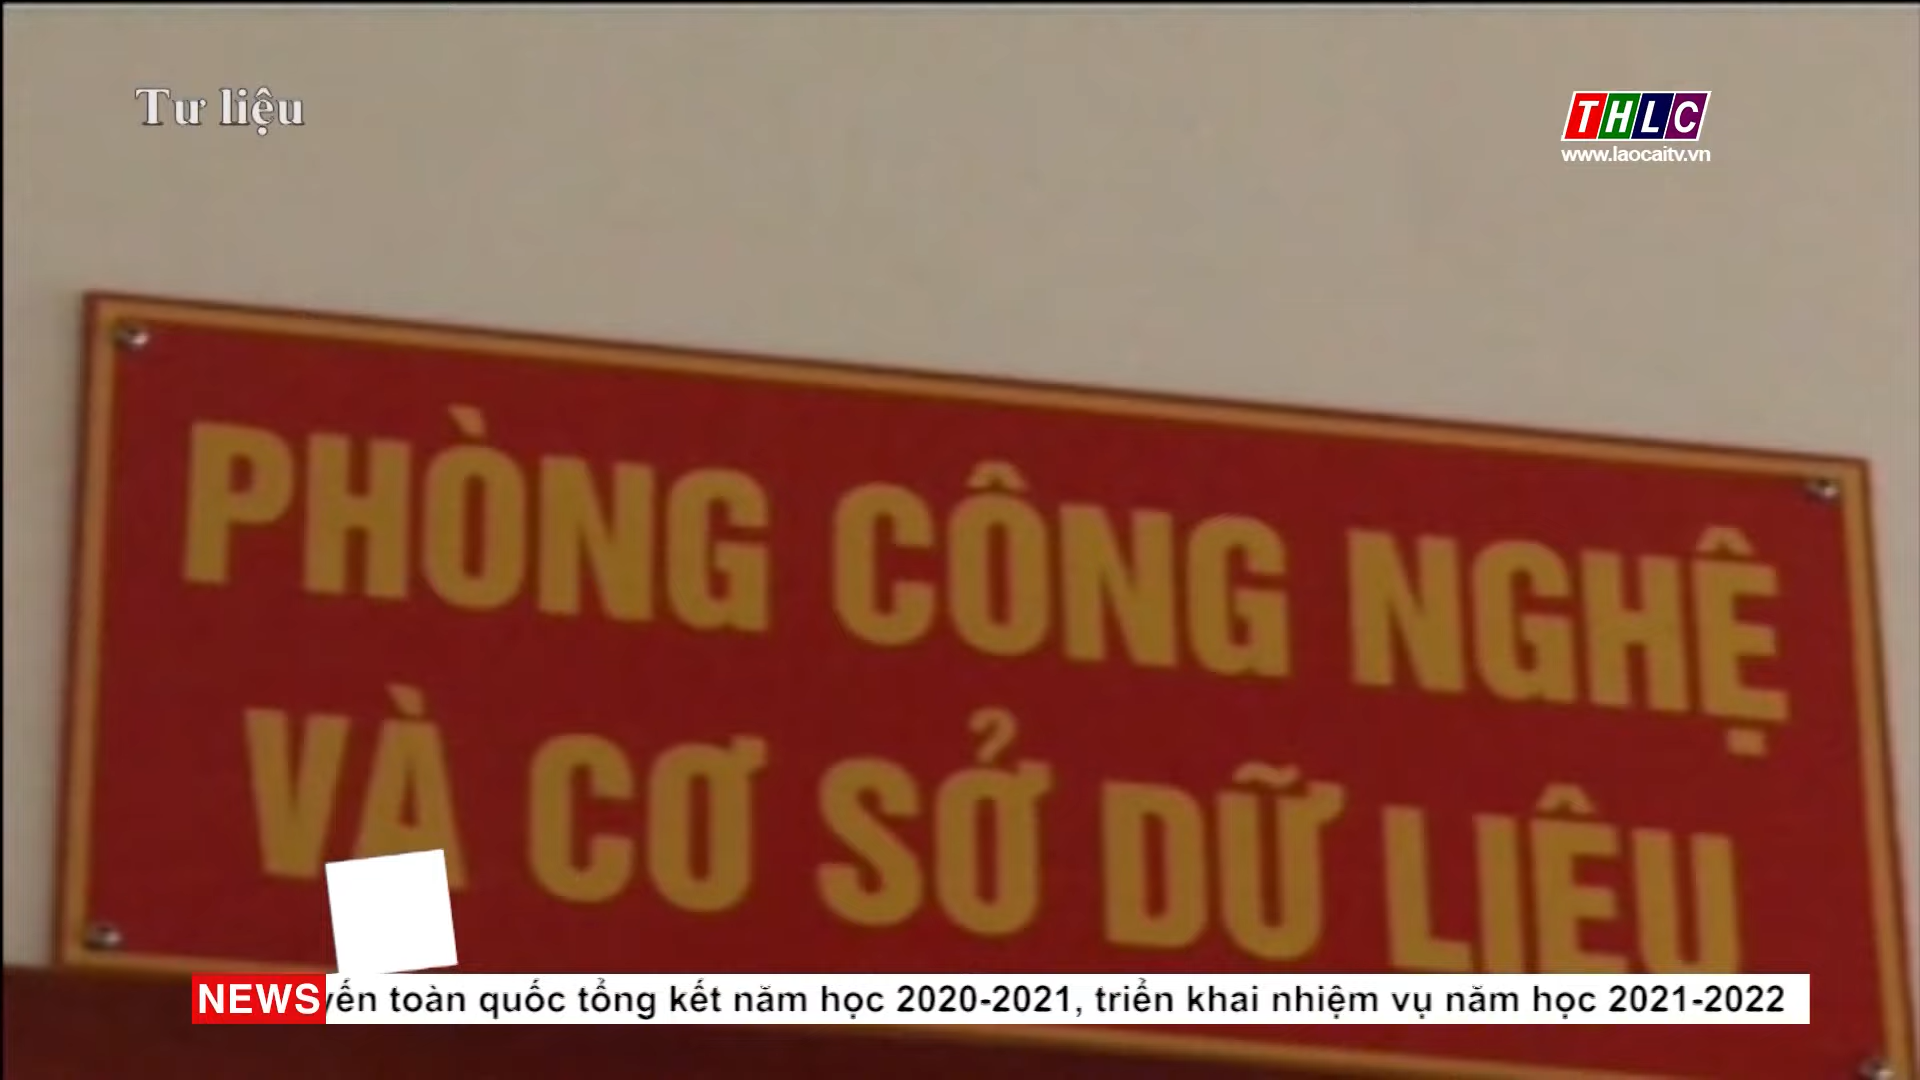 Tư liệu
THLC
www.laocaitv.vn
PHÒNG CÔNG NGHỆ
VÀ CƠ SỞ DỮ LIỆU
NEWS
yến toàn quốc tổng kết năm học 2020-2021, triển khai nhiệm vụ năm học 2021-2022